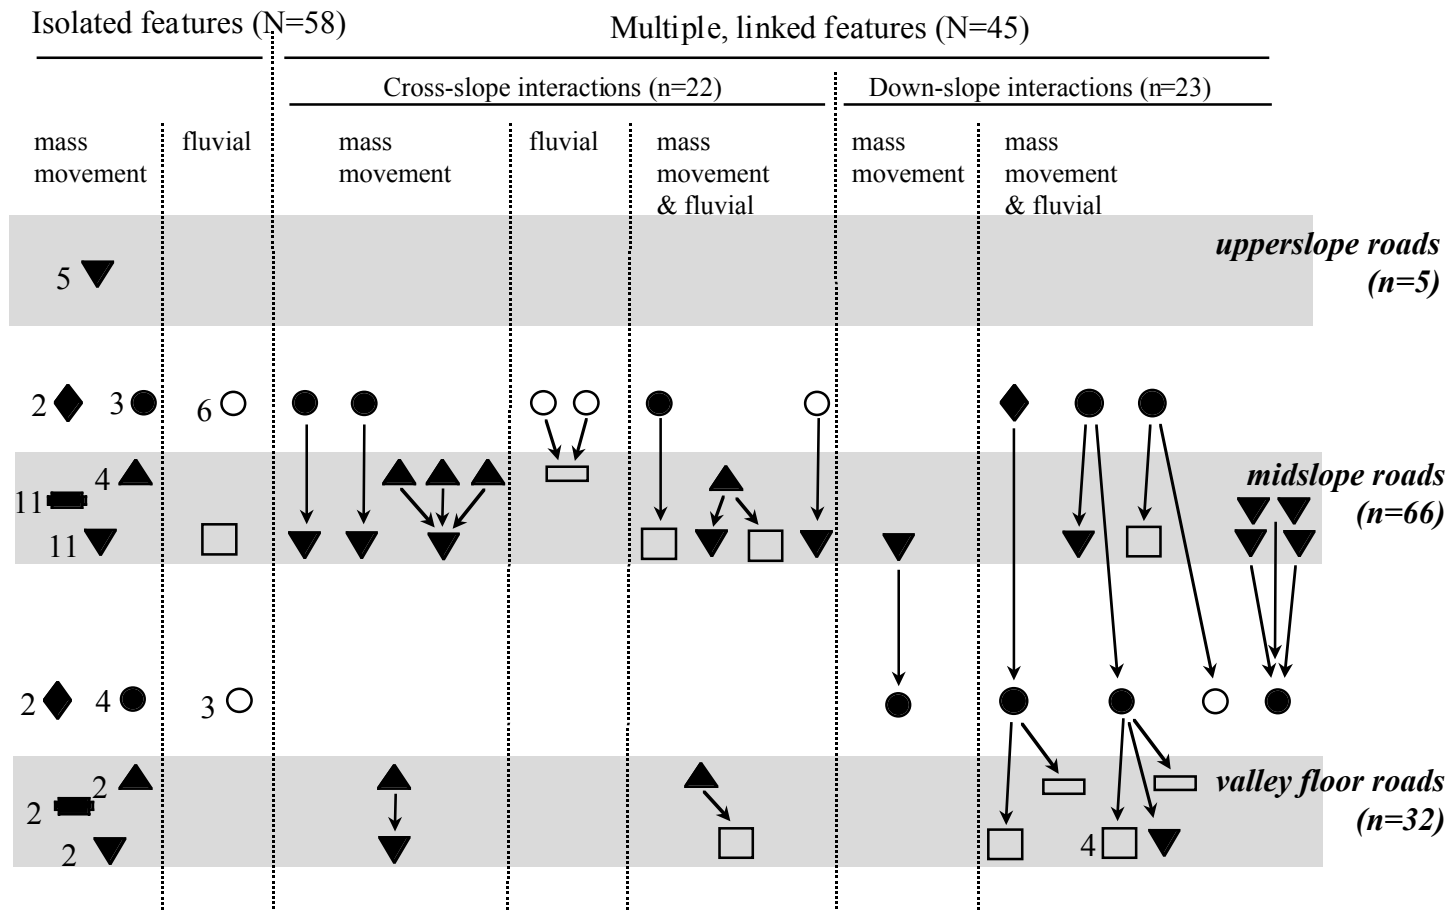 Isolated features (N=58)
Multiple, linked features (N=45)
Cross-slope interactions (n=22)
Down-slope interactions (n=23)
mass
movement
fluvial
mass
movement
fluvial
mass
movement
& fluvial
mass
movement
mass
movement
& fluvial
upperslope roads
(n=5)
5
2
3
6
midslope roads
(n=66)
4
11
11
2
4
3
valley floor roads
(n=32)
2
2
2
4